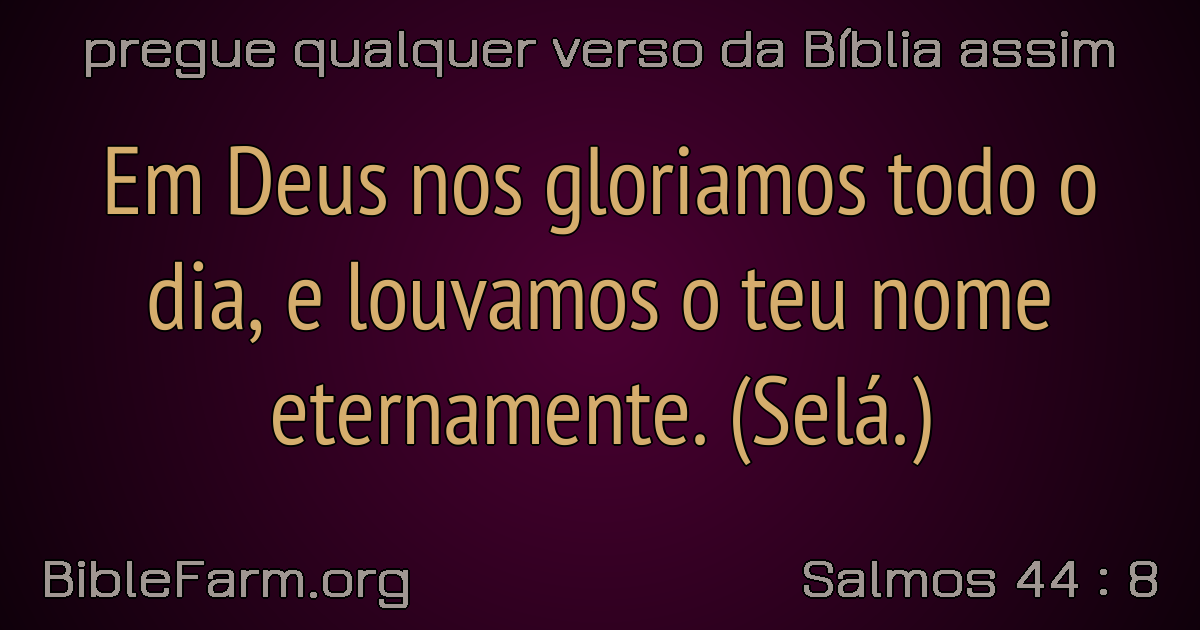 pregue qualquer verso da Bíblia assim
Em Deus nos gloriamos todo o
dia, e louvamos o teu nome
eternamente. (Selá.)
BibleFarm.org
Salmos 44 : 8